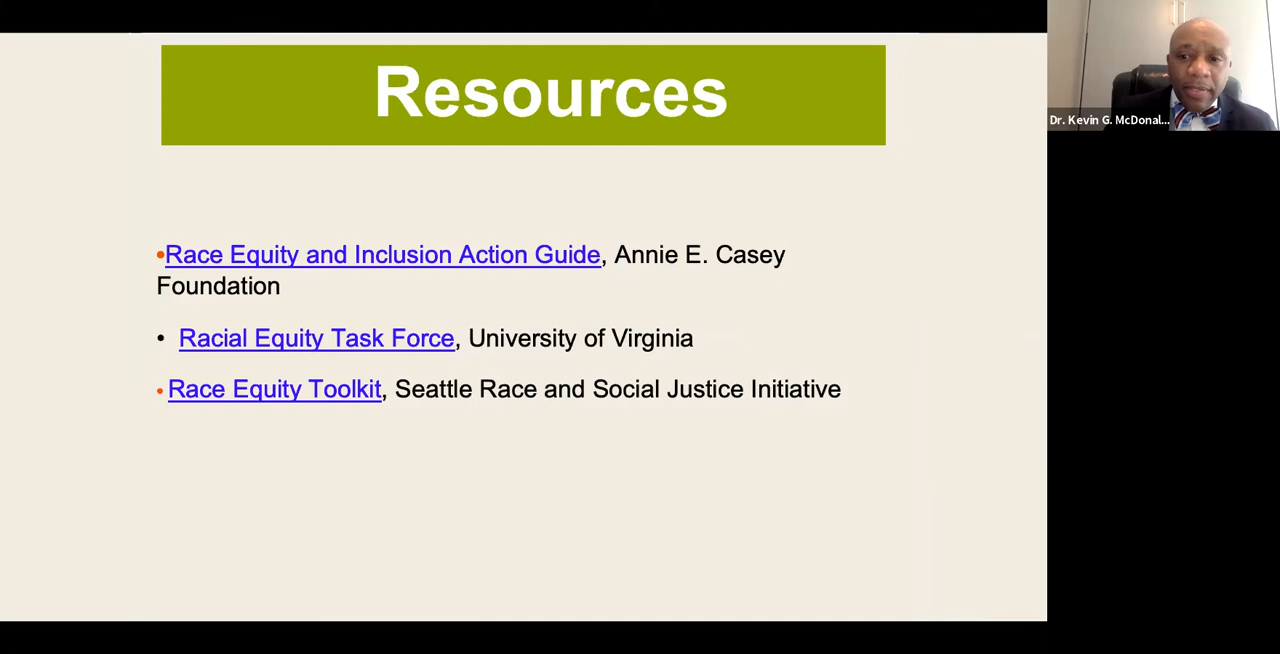 Resources
Dr. Kevin G. McDonal...
•Race Equity and Inclusion Action Guide, Annie E. Casey
Foundation
• Racial Equity Task Force, University of Virginia
• Race Equity Toolkit, Seattle Race and Social Justice Initiative